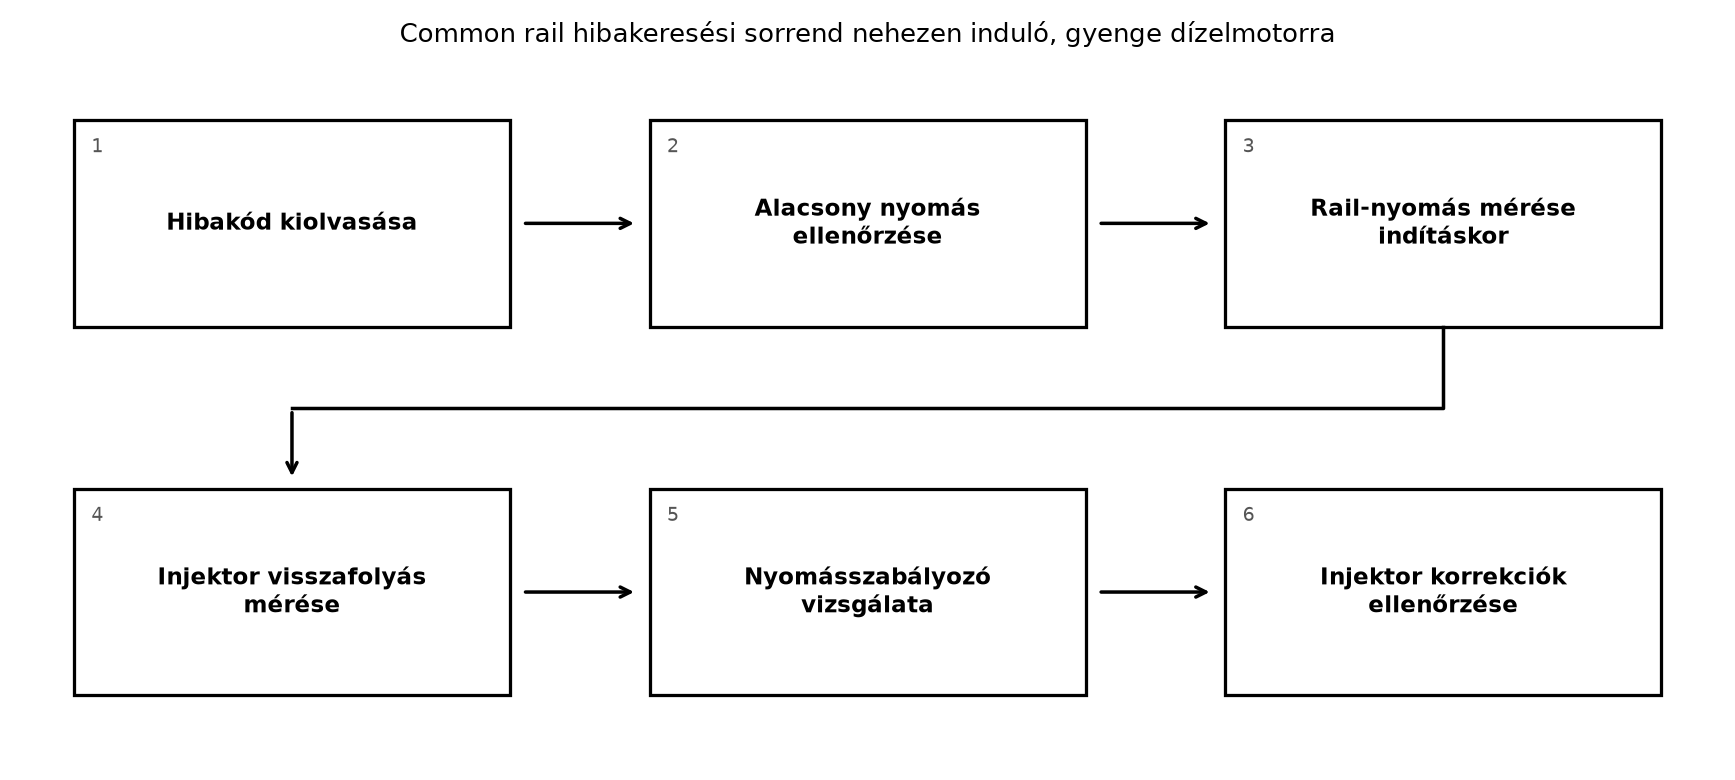 Common rail hibakeresési sorrend nehezen induló, gyenge dízelmotorra
1
Hibakód kiolvasása
2
Alacsony nyomás
ellenőrzése
3
Rail-nyomás mérése
indításkor
4
Injektor visszafolyás
mérése
5
Nyomásszabályozó
vizsgálata
6
Injektor korrekciók
ellenőrzése